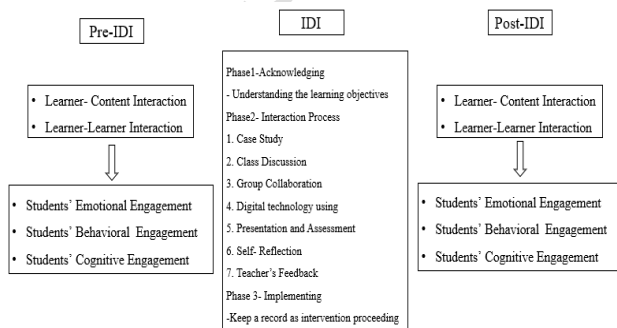 Pre-IDI
• Learner- Content Interaction
• Learner-Learner Interaction
• Students' Emotional Engagement
• Students' Behavioral Engagement
• Students' Cognitive Engagement
IDI
Phase1-Acknowledging
- Understanding the learning objectives
Phase2- Interaction Process
1. Case Study
2. Class Discussion
3. Group Collaboration
4. Digital technology using
5. Presentation and Assessment
6. Self- Reflection
7. Teacher's Feedback
Phase 3- Implementing
-Keep a record as intervention proceeding
Post-IDI
• Learner- Content Interaction
• Learner-Learner Interaction
• Students' Emotional Engagement
• Students' Behavioral Engagement
• Students' Cognitive Engagement